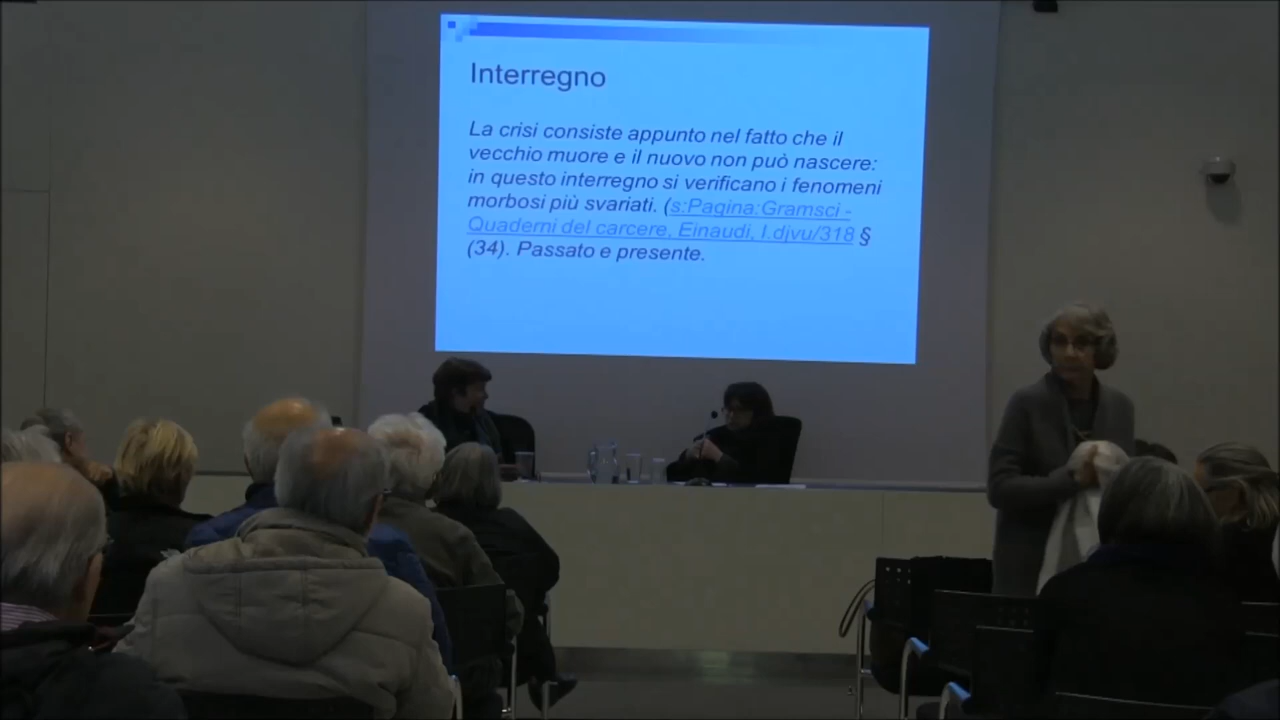 Interregno
La crisi consiste appunto nel fatto che il
vecchio muore e il nuovo non può nascere:
in questo interregno si verificano i fenomeni
morbosi più svariati. (s:Pagina:Gramsci -
Quaderni del carcere, Einaudi, I.djvu/318 §
(34). Passato e presente.